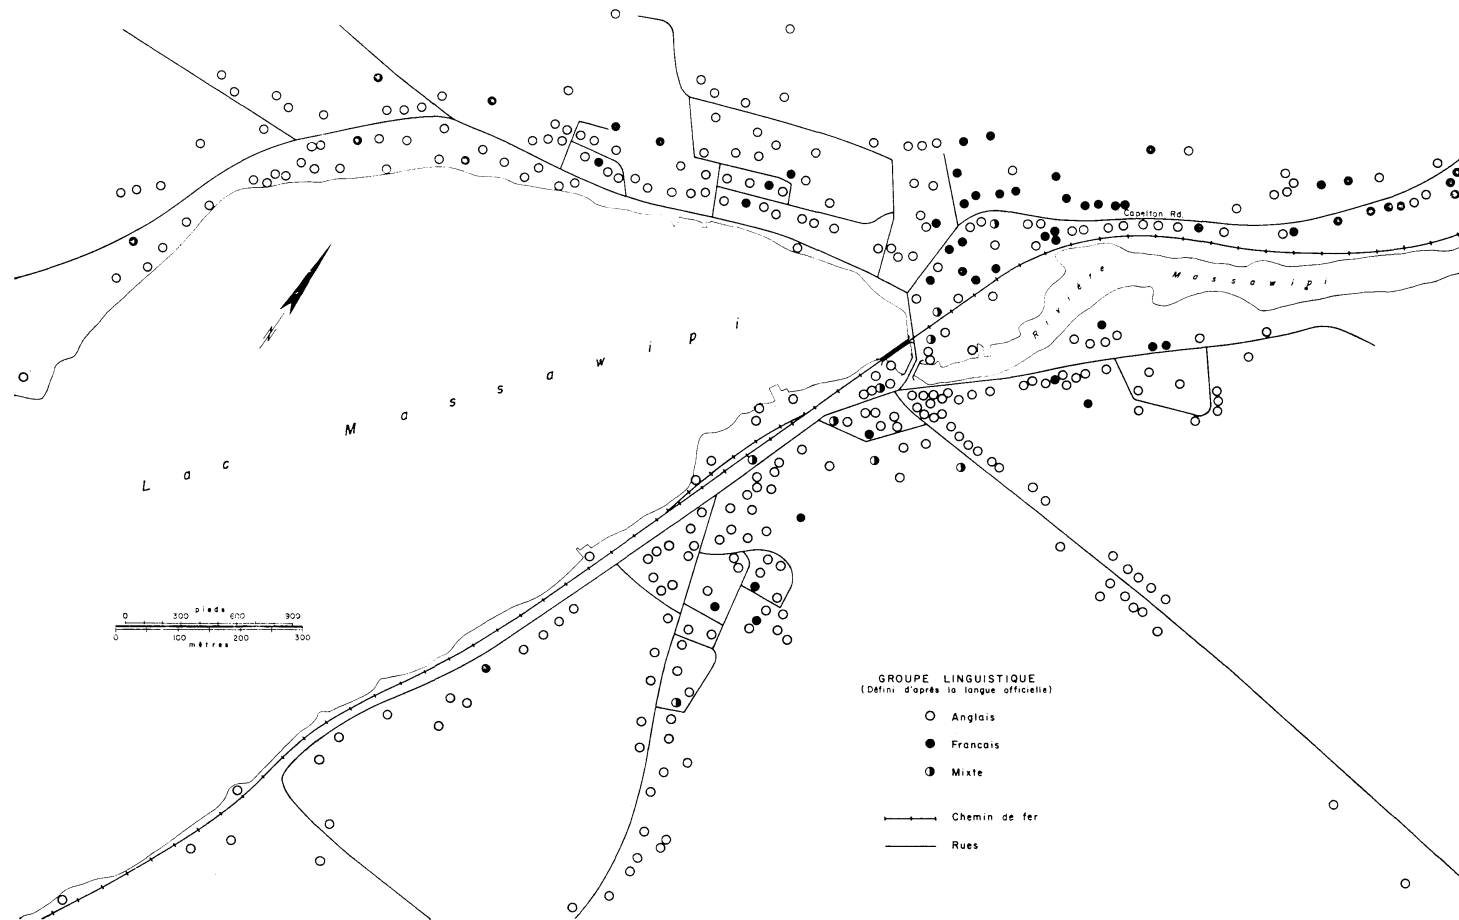 Capelton Rd.
Rivière
Massawipi
Lac Massawipi
N
pieds
0 300 600 900
0 100 200 300
mètres
GROUPE LINGUISTIQUE
(Défini d'après la langue officielle)
Anglais
Francais
Mixte
Chemin de fer
Rues